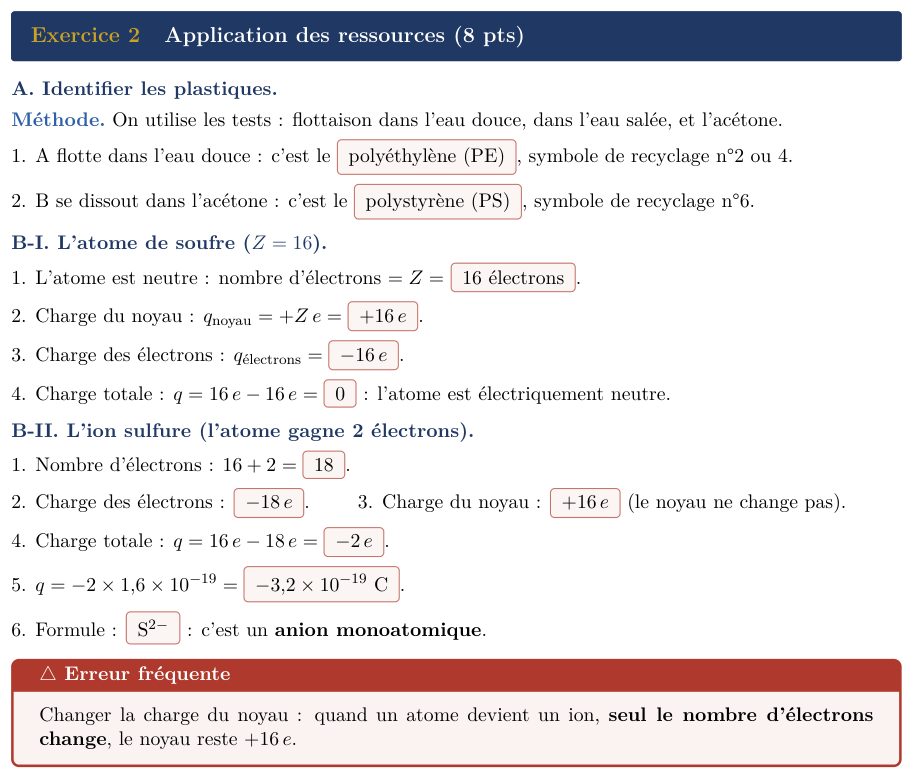 Exercice 2 Application des ressources (8 pts)
A. Identifier les plastiques.
Méthode. On utilise les tests : flottaison dans l'eau douce, dans l'eau salée, et l'acétone.
1. A flotte dans l'eau douce : c'est le polyéthylène (PE), symbole de recyclage n°2 ou 4.
2. B se dissout dans l'acétone : c'est le polystyrène (PS), symbole de recyclage n°6.
B-I. L'atome de soufre (Z = 16).
1. L'atome est neutre : nombre d'électrons = Z = 16 électrons.
2. Charge du noyau : q_noyau = +Z e = +16 e.
3. Charge des électrons : q_électrons = −16 e.
4. Charge totale : q = 16 e − 16 e = 0 : l'atome est électriquement neutre.
B-II. L'ion sulfure (l'atome gagne 2 électrons).
1. Nombre d'électrons : 16 + 2 = 18.
2. Charge des électrons : −18 e. 3. Charge du noyau : +16 e (le noyau ne change pas).
4. Charge totale : q = 16 e − 18 e = −2 e.
5. q = −2 × 1,6 × 10⁻¹⁹ = −3,2 × 10⁻¹⁹ C.
6. Formule : S²⁻ : c'est un anion monoatomique.
⚠ Erreur fréquente
Changer la charge du noyau : quand un atome devient un ion, seul le nombre d'électrons
change, le noyau reste +16 e.